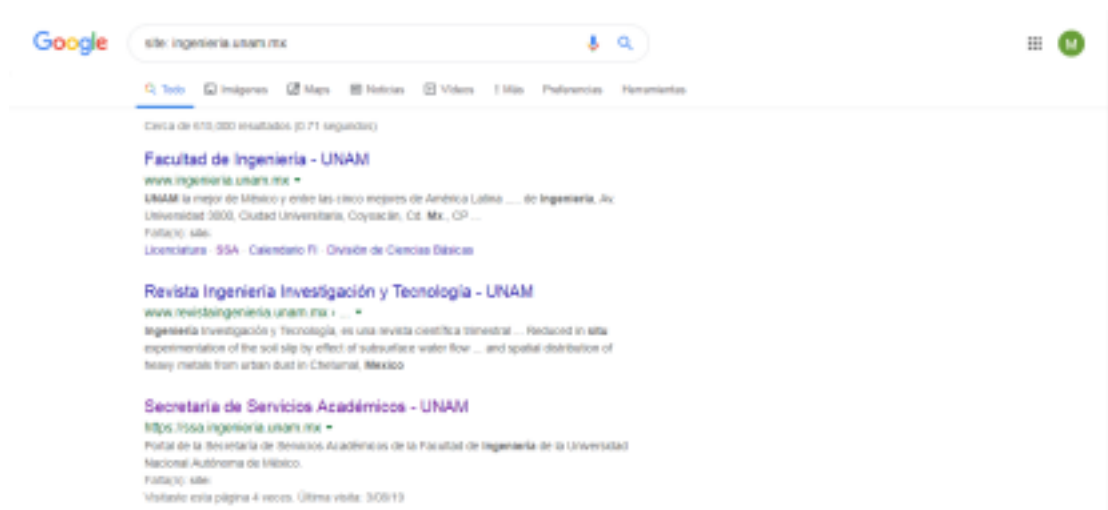 Google
site: ingenieria.unam.mx
M
Todo Imágenes Maps Noticias Vídeos Más Preferencias Herramientas
Cerca de 610,000 resultados (0.71 segundos)
Facultad de Ingeniería - UNAM
www.ingenieria.unam.mx
UNAM la mejor de México y entre las cinco mejores de América Latina .... de Ingeniería, Av.
Universidad 3000, Ciudad Universitaria, Coyoacán, Cd. Mx., CP ...
Falta(n): site:
Licenciatura · SSA · Calendario FI · División de Ciencias Básicas
Revista Ingeniería Investigación y Tecnología - UNAM
www.revistaingenieria.unam.mx › ...
Ingeniería Investigación y Tecnología, es una revista científica trimestral ... Reduced in situ
experimentation of the soil slip by effect of subsurface water flow ... and spatial distribution of
heavy metals from urban dust in Chetumal, Mexico
Secretaría de Servicios Académicos - UNAM
https://ssa.ingenieria.unam.mx
Portal de la Secretaría de Servicios Académicos de la Facultad de Ingeniería de la Universidad
Nacional Autónoma de México.
Falta(n): site:
Visitaste esta página 4 veces. Última visita: 3/08/19